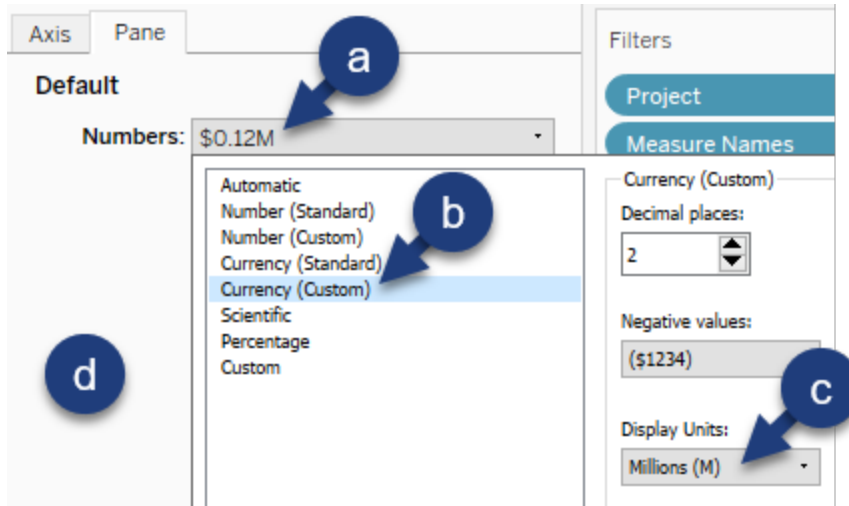 Axis
Pane
a
Filters
Default
Project
Numbers: $0.12M
Measure Names
Automatic
Number (Standard)
Number (Custom)
Currency (Standard)
Currency (Custom)
Scientific
Percentage
Custom
b
d
Currency (Custom)
Decimal places:
2
Negative values:
($1234)
c
Display Units:
Millions (M)